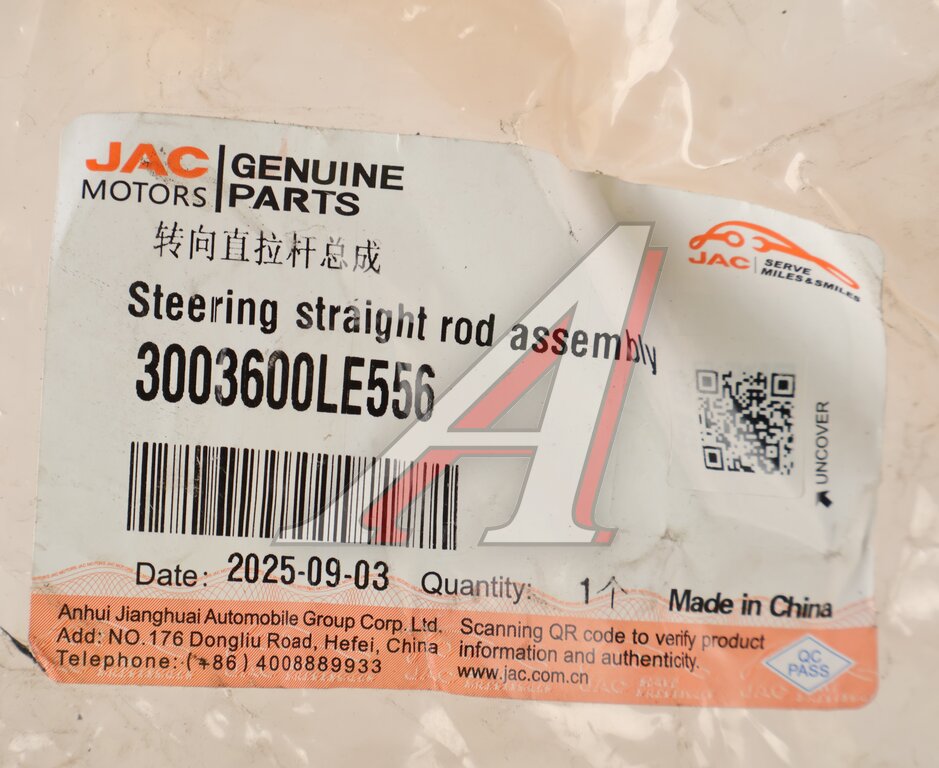 JAC MOTORS
GENUINE PARTS
转向直拉杆总成
Steering straight rod assembly
3003600LE556
JAC SERVE MILES&SMILES
UNCOVER
Date: 2025-09-03 Quantity: 1个 Made in China
Anhui Jianghuai Automobile Group Corp. Ltd.
Add: NO.176 Dongliu Road, Hefei, China
Telephone:(+86) 4008889933
Scanning QR code to verify product
information and authenticity.
www.jac.com.cn
QC PASS
A